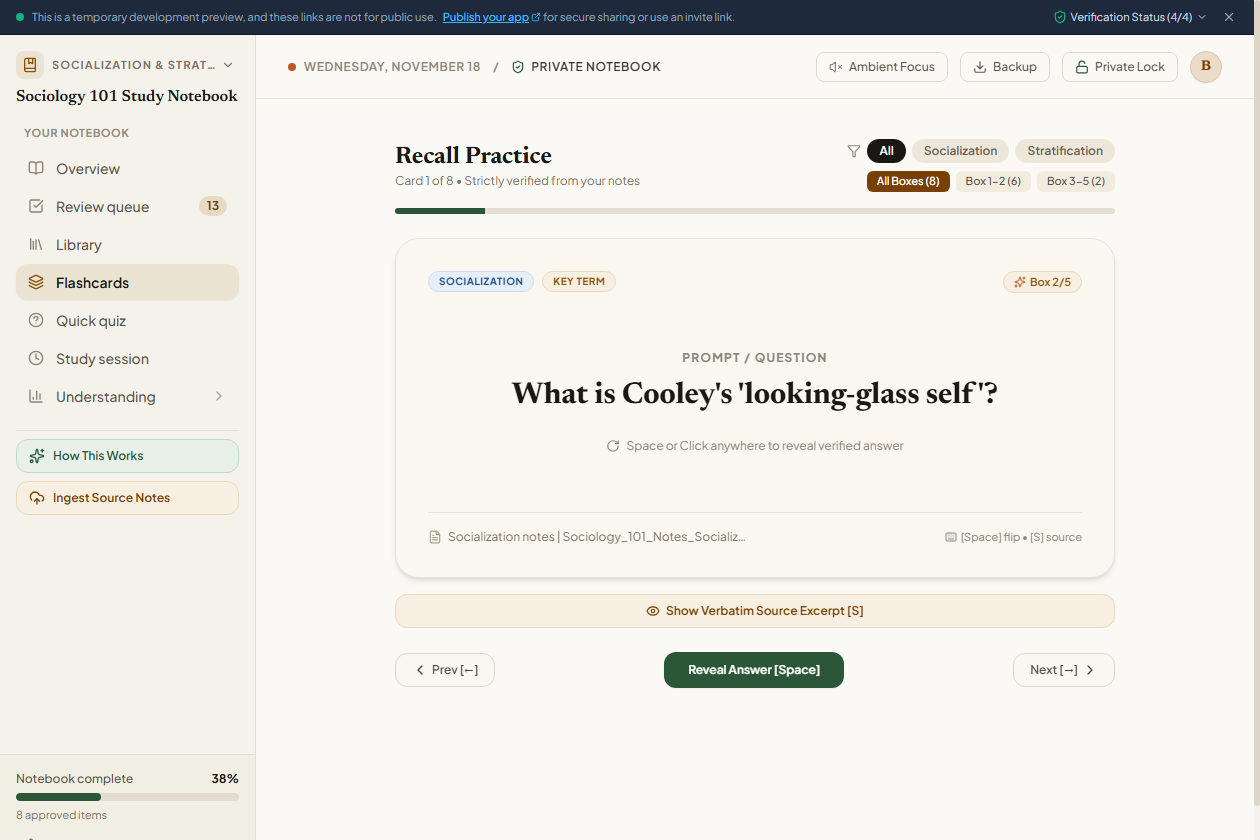 This is a temporary development preview, and these links are not for public use. Publish your app for secure sharing or use an invite link.
Verification Status (4/4)
SOCIALIZATION & STRAT...
Sociology 101 Study Notebook
YOUR NOTEBOOK
Overview
Review queue 13
Library
Flashcards
Quick quiz
Study session
Understanding
How This Works
Ingest Source Notes
Notebook complete 38%
8 approved items
WEDNESDAY, NOVEMBER 18 / PRIVATE NOTEBOOK
Ambient Focus
Backup
Private Lock
B
Recall Practice
Card 1 of 8 • Strictly verified from your notes
All Socialization Stratification
All Boxes (8) Box 1–2 (6) Box 3–5 (2)
SOCIALIZATION KEY TERM
Box 2/5
PROMPT / QUESTION
What is Cooley's 'looking-glass self'?
Space or Click anywhere to reveal verified answer
Socialization notes | Sociology_101_Notes_Socializ...
[Space] flip • [S] source
Show Verbatim Source Excerpt [S]
Prev [←]
Reveal Answer [Space]
Next [→]